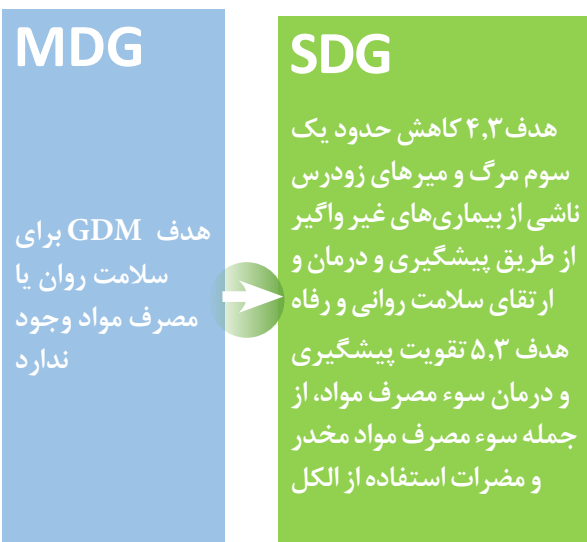 MDG
هدف GDM برای
سلامت روان یا
مصرف مواد وجود
ندارد
SDG
هدف ۴,۳ کاهش حدود یک
سوم مرگ و میرهای زودرس
ناشی از بیماری‌های غیر واگیر
از طریق پیشگیری و درمان و
ارتقای سلامت روانی و رفاه
هدف ۵,۳ تقویت پیشگیری
و درمان سوء مصرف مواد، از
جمله سوء مصرف مواد مخدر
و مضرات استفاده از الکل